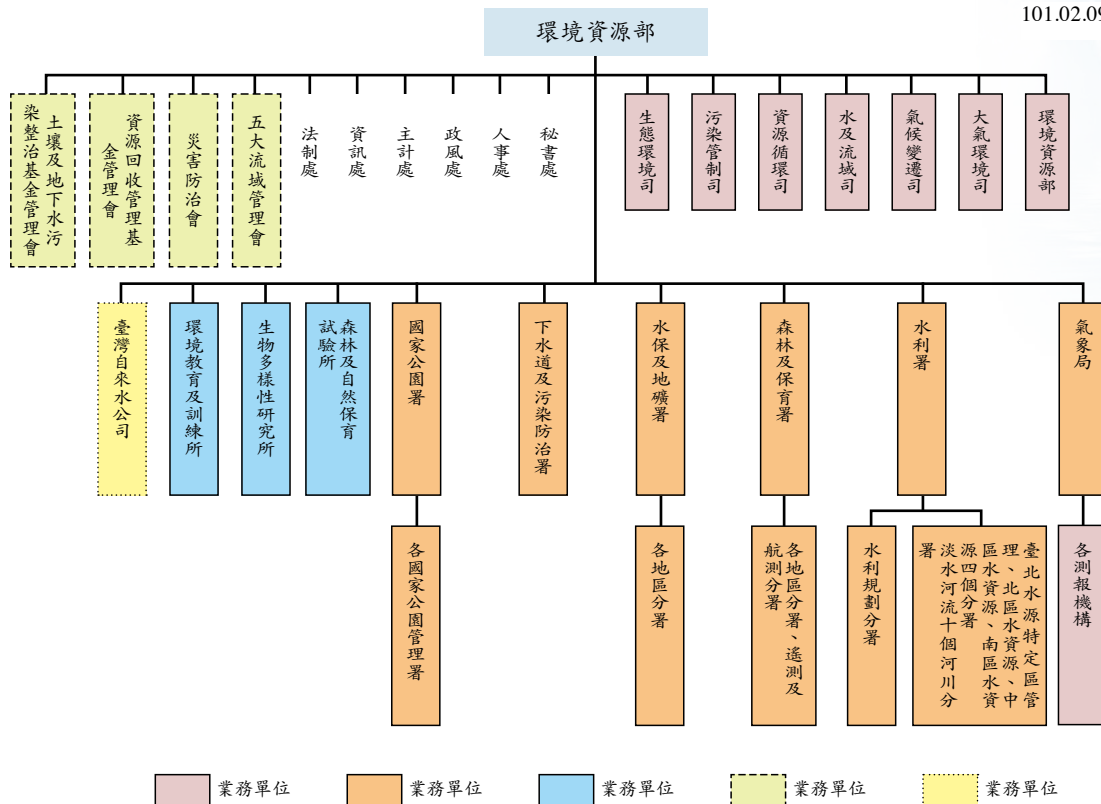 101.02.09
環境資源部
土壤及地下水污
染整治基金管理會
資源回收管理基
金管理會
災害防治會
五大流域管理會
法制處
資訊處
主計處
政風處
人事處
秘書處
生態環境司
污染管制司
資源循環司
水及流域司
氣候變遷司
大氣環境司
環境資源部
臺灣自來水公司
環境教育及訓練所
生物多樣性研究所
森林及自然保育
試驗所
國家公園署
下水道及污染防治署
水保及地礦署
森林及保育署
水利署
氣象局
各國家公園管理署
各地區分署
各地區分署、遙測及
航測分署
水利規劃分署
臺北水源特定區管
理、北區水資源、中
區水資源、南區水資
源四個分署
淡水河流十個河川分
署
各測報機構
業務單位
業務單位
業務單位
業務單位
業務單位